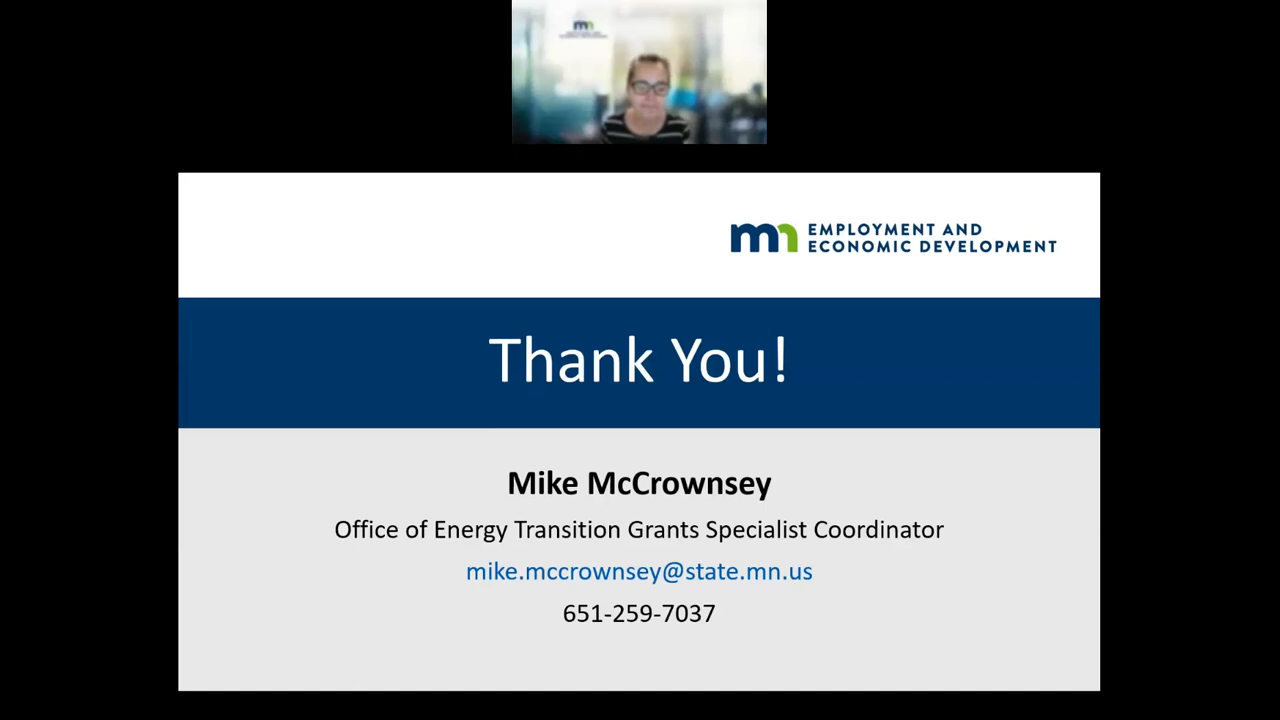 mn EMPLOYMENT AND
ECONOMIC DEVELOPMENT
Thank You!
Mike McCrownsey
Office of Energy Transition Grants Specialist Coordinator
mike.mccrownsey@state.mn.us
651-259-7037